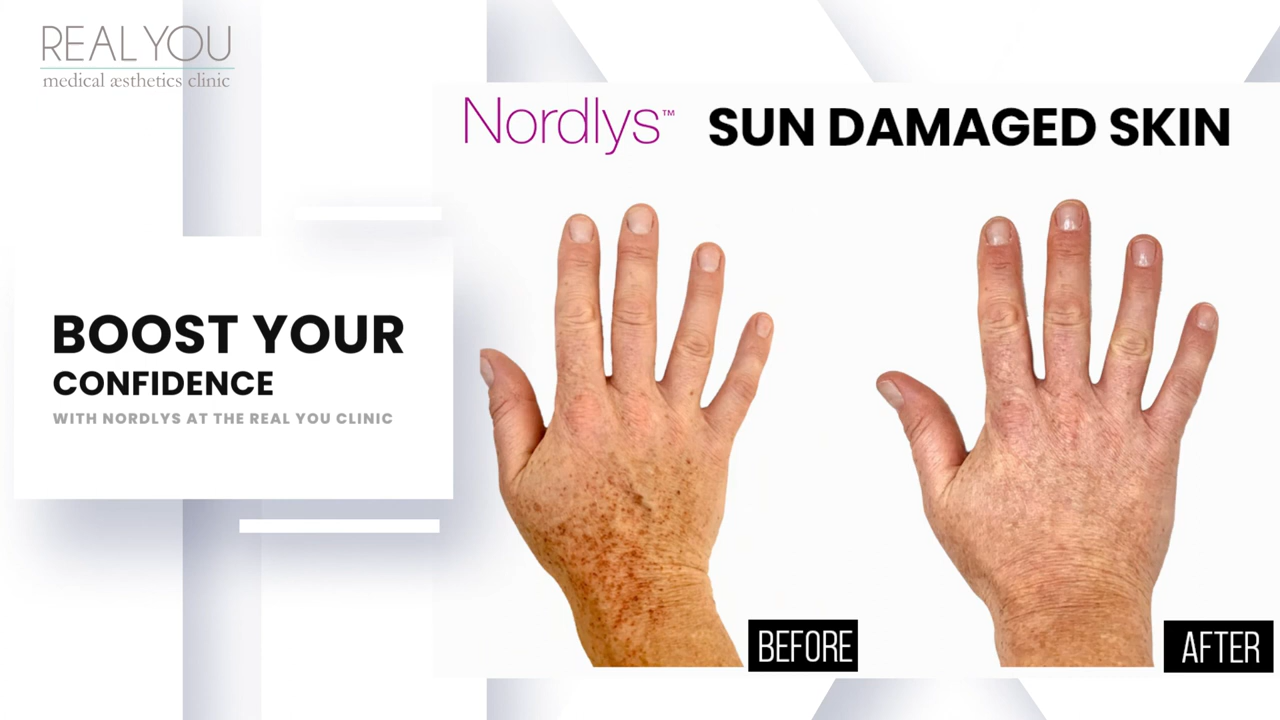 REAL YOU
medical æsthetics clinic
Nordlys™ SUN DAMAGED SKIN
BOOST YOUR
CONFIDENCE
WITH NORDLYS AT THE REAL YOU CLINIC
BEFORE
AFTER